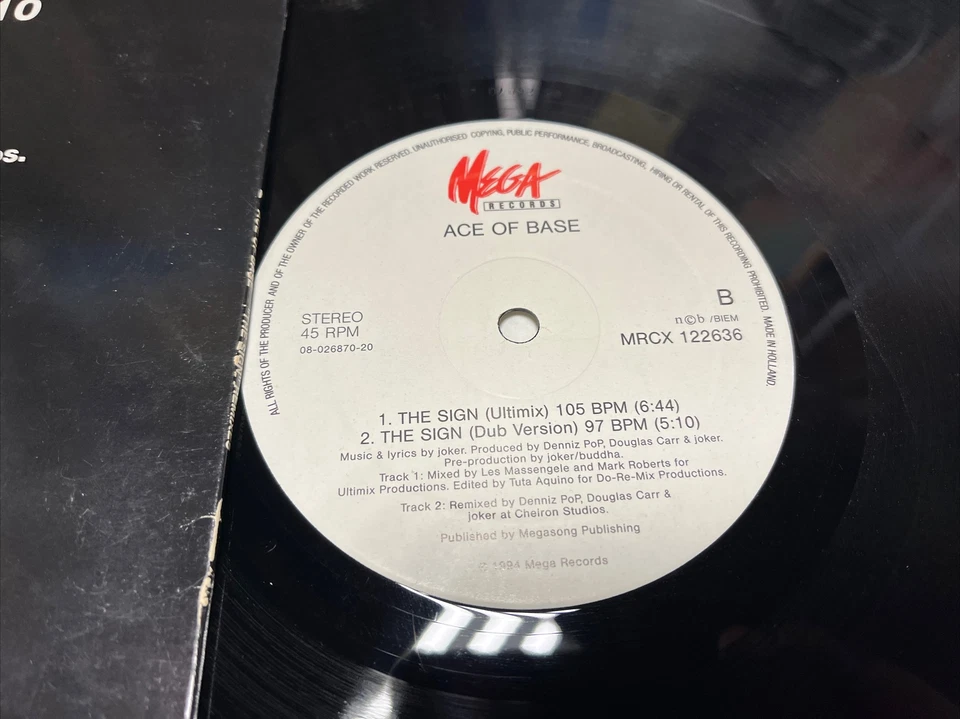 10
os.
ALL RIGHTS OF THE PRODUCER AND OF THE OWNER OF THE RECORDED WORK RESERVED. UNAUTHORISED COPYING, PUBLIC PERFORMANCE, BROADCASTING, HIRING OR RENTAL OF THIS RECORDING PROHIBITED. MADE IN HOLLAND.
MEGA
RECORDS
ACE OF BASE
STEREO
45 RPM
08-026870-20
B
n©b /BIEM
MRCX 122636
1. THE SIGN (Ultimix) 105 BPM (6:44)
2. THE SIGN (Dub Version) 97 BPM (5:10)
Music & lyrics by joker. Produced by Denniz PoP, Douglas Carr & joker.
Pre-production by joker/buddha.
Track 1: Mixed by Les Massengele and Mark Roberts for
Ultimix Productions. Edited by Tuta Aquino for Do-Re-Mix Productions.
Track 2: Remixed by Denniz PoP, Douglas Carr &
joker at Cheiron Studios.
Published by Megasong Publishing
© 1994 Mega Records